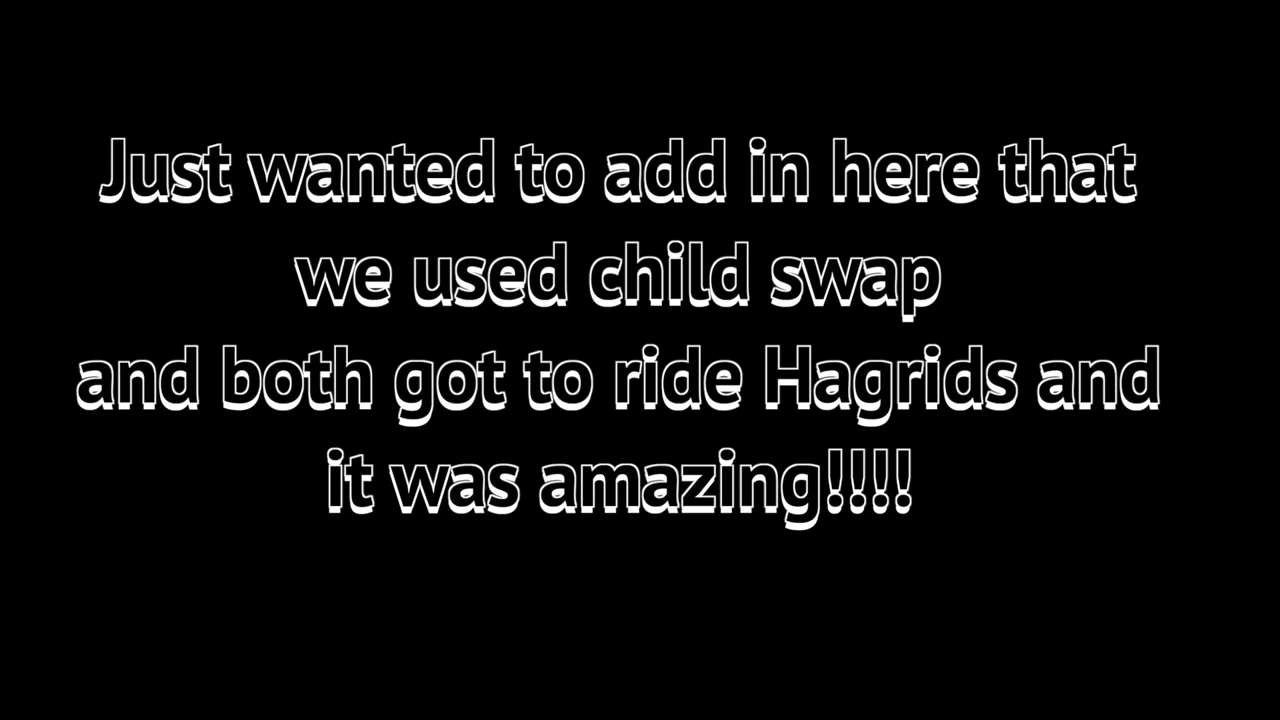 Just wanted to add in here that
we used child swap
and both got to ride Hagrids and
it was amazing!!!!